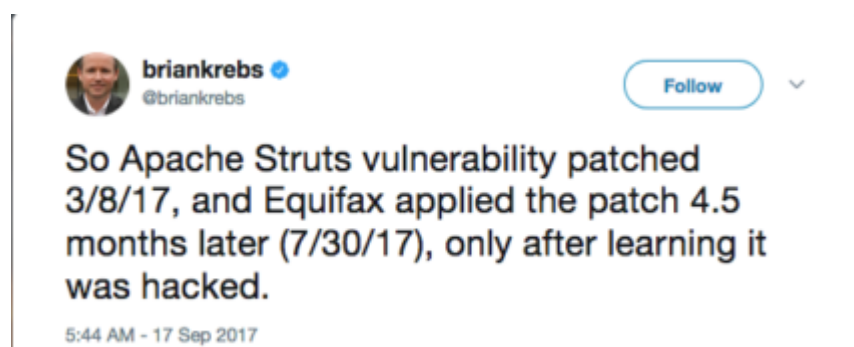 briankrebs
@briankrebs
Follow
So Apache Struts vulnerability patched
3/8/17, and Equifax applied the patch 4.5
months later (7/30/17), only after learning it
was hacked.
5:44 AM - 17 Sep 2017